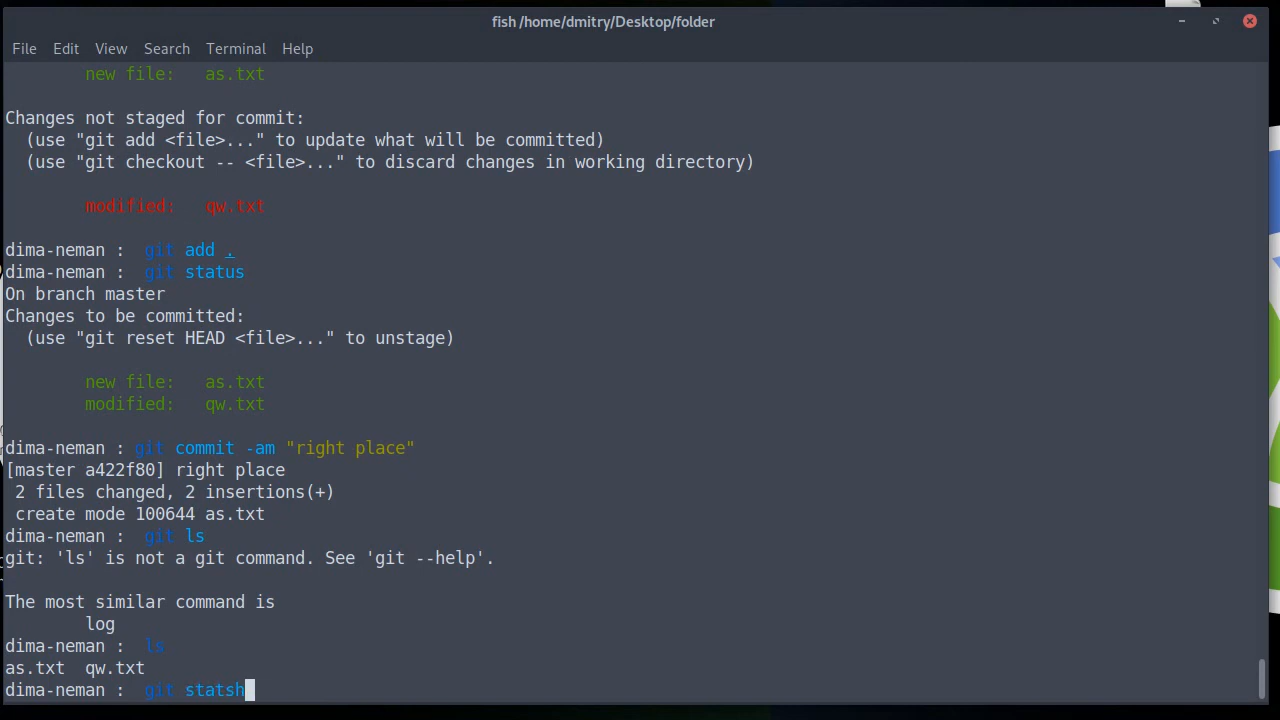 fish /home/dmitry/Desktop/folder
File Edit View Search Terminal Help
new file: as.txt
Changes not staged for commit:
(use "git add <file>..." to update what will be committed)
(use "git checkout -- <file>..." to discard changes in working directory)
modified: qw.txt
dima-neman : git add .
dima-neman : git status
On branch master
Changes to be committed:
(use "git reset HEAD <file>..." to unstage)
new file: as.txt
modified: qw.txt
dima-neman : git commit -am "right place"
[master a422f80] right place
2 files changed, 2 insertions(+)
create mode 100644 as.txt
dima-neman : git ls
git: 'ls' is not a git command. See 'git --help'.
The most similar command is
log
dima-neman : ls
as.txt qw.txt
dima-neman : git statsh